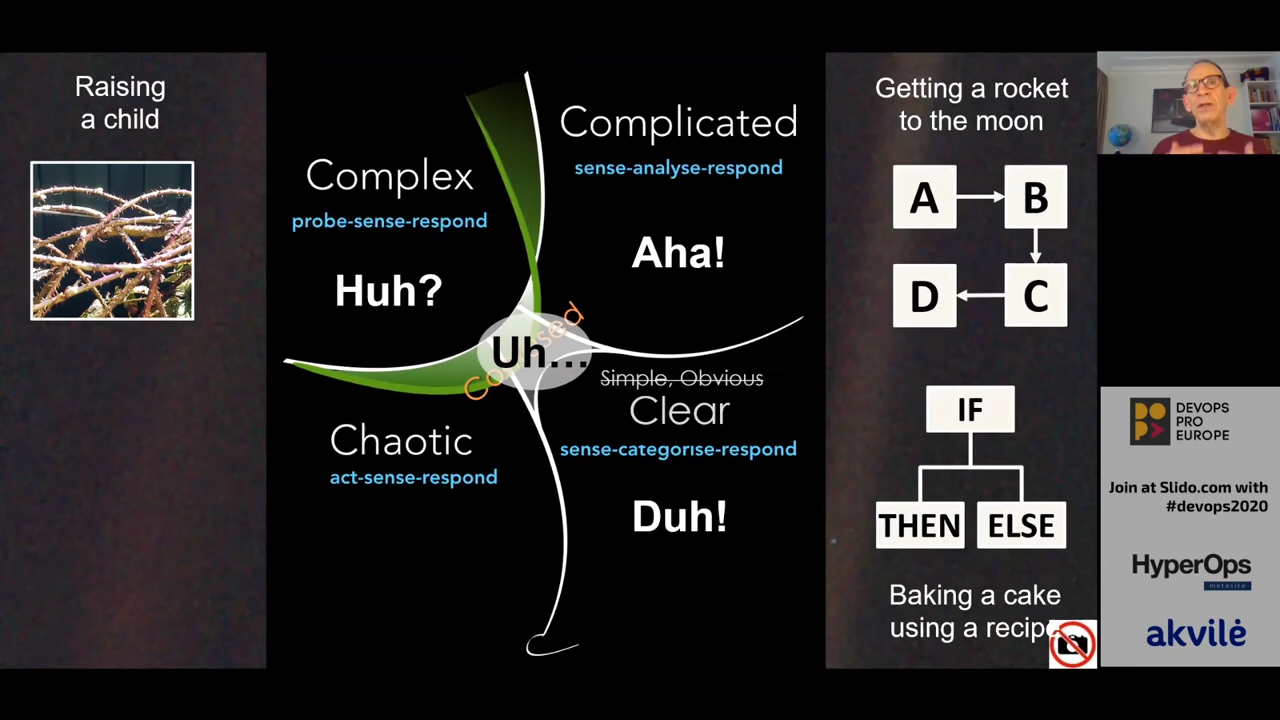 Raising
a child
Complex
probe-sense-respond
Huh?
Complicated
sense-analyse-respond
Aha!
Uh...
Simple, Obvious
Clear
sense-categorise-respond
Duh!
Chaotic
act-sense-respond
Getting a rocket
to the moon
A
B
D
C
IF
THEN
ELSE
Baking a cake
using a recipe
DEVOPS
PRO
EUROPE
Join at Slido.com with
#devops2020
HyperOps
metasite
akvilė